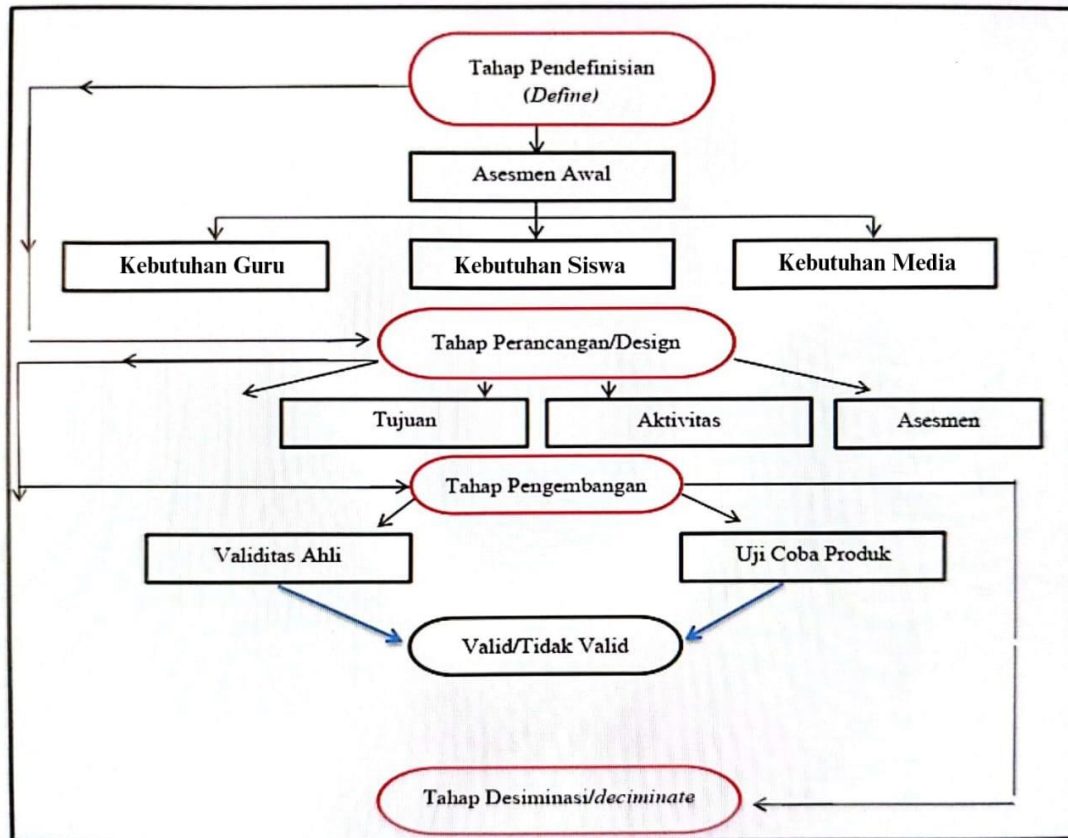 Tahap Pendefinisian
(Define)
Asesmen Awal
Kebutuhan Guru
Kebutuhan Siswa
Kebutuhan Media
Tahap Perancangan/Design
Tujuan
Aktivitas
Asesmen
Tahap Pengembangan
Validitas Ahli
Uji Coba Produk
Valid/Tidak Valid
Tahap Desiminasi/deciminate